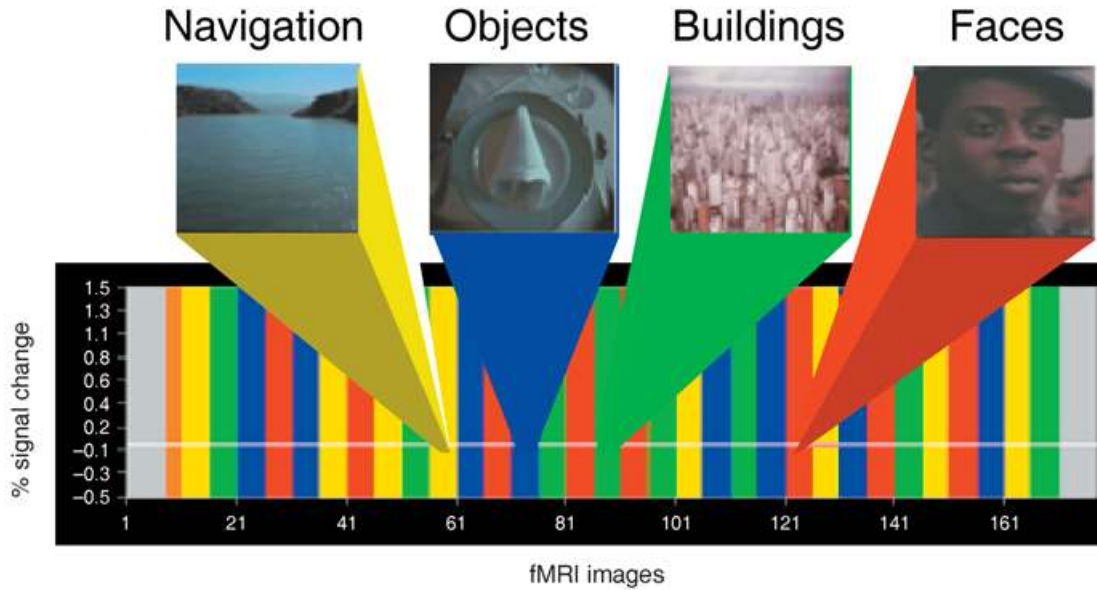 Navigation Objects Buildings Faces
1.5
1.3
1.1
0.8
0.6
0.4
0.2
−0.1
−0.3
−0.5
% signal change
1 21 41 61 81 101 121 141 161
fMRI images